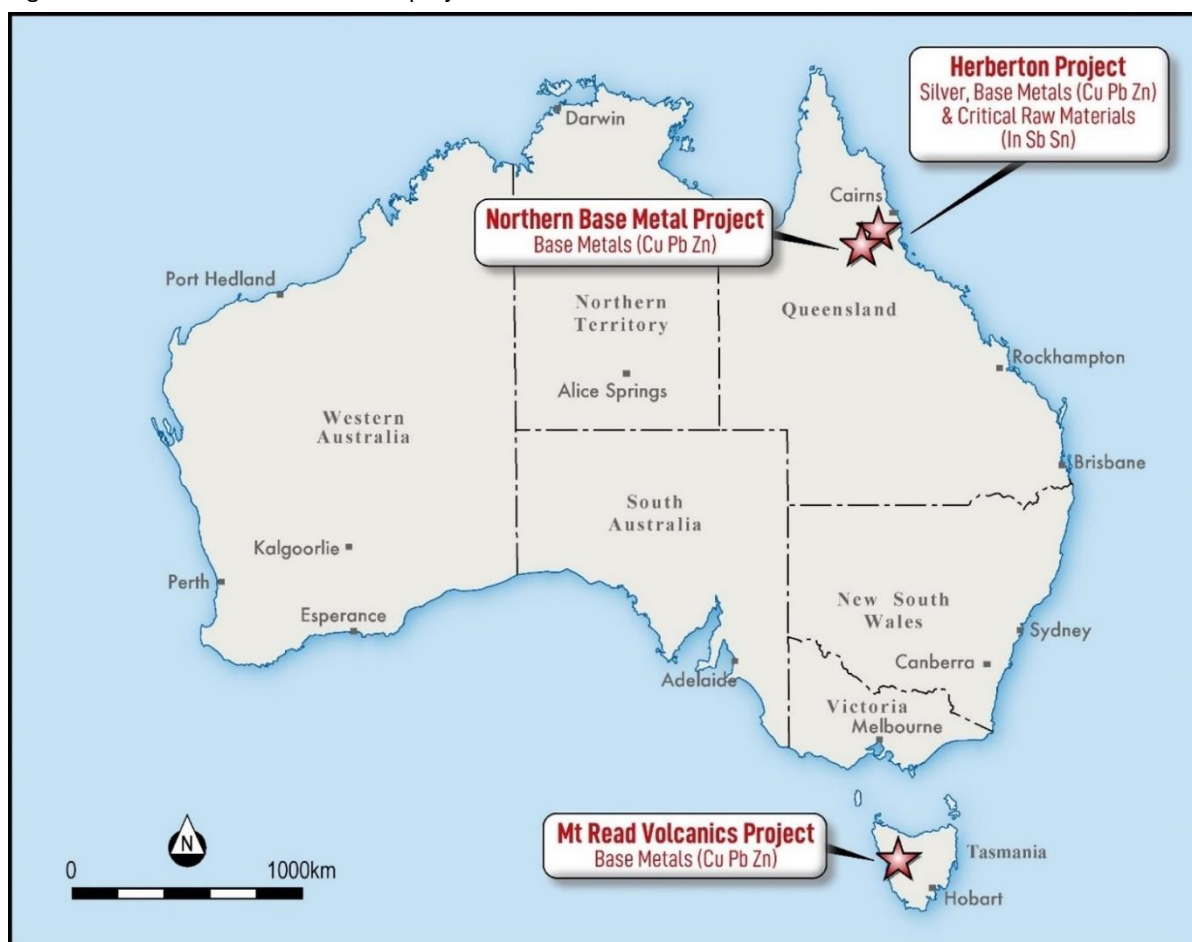 Herberton Project
Silver, Base Metals (Cu Pb Zn)
& Critical Raw Materials
(In Sb Sn)
Darwin
Cairns
Northern Base Metal Project
Base Metals (Cu Pb Zn)
Port Hedland
Northern
Territory
Queensland
Rockhampton
Alice Springs
Western
Australia
Brisbane
South
Australia
Kalgoorlie
Perth
Esperance
New South
Wales
Sydney
Canberra
Adelaide
Victoria
Melbourne
Mt Read Volcanics Project
Base Metals (Cu Pb Zn)
Tasmania
Hobart
N
0 1000km